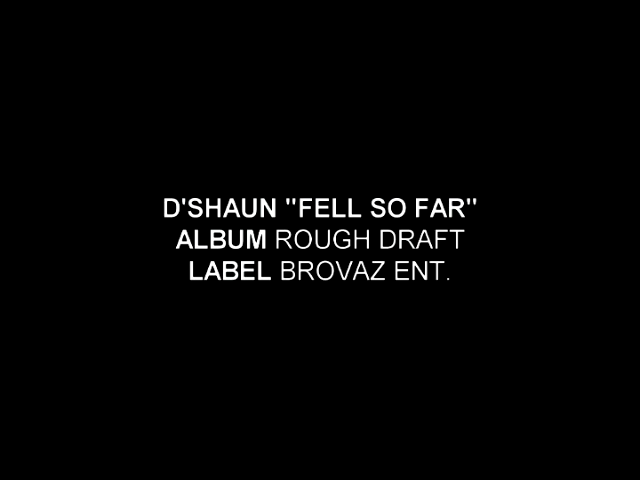 D'SHAUN "FELL SO FAR"
ALBUM ROUGH DRAFT
LABEL BROVAZ ENT.